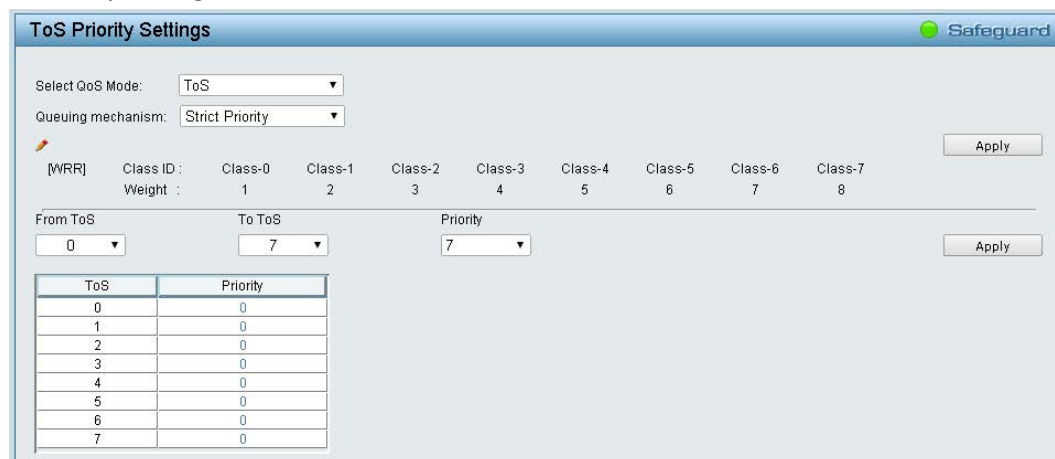 ToS Priority Settings Safeguard
Select QoS Mode: ToS
Queuing mechanism: Strict Priority
Apply
[WRR] Class ID : Class-0 Class-1 Class-2 Class-3 Class-4 Class-5 Class-6 Class-7
Weight : 1 2 3 4 5 6 7 8
From ToS To ToS Priority
0 7 7 Apply
ToS Priority
0 0
1 0
2 0
3 0
4 0
5 0
6 0
7 0